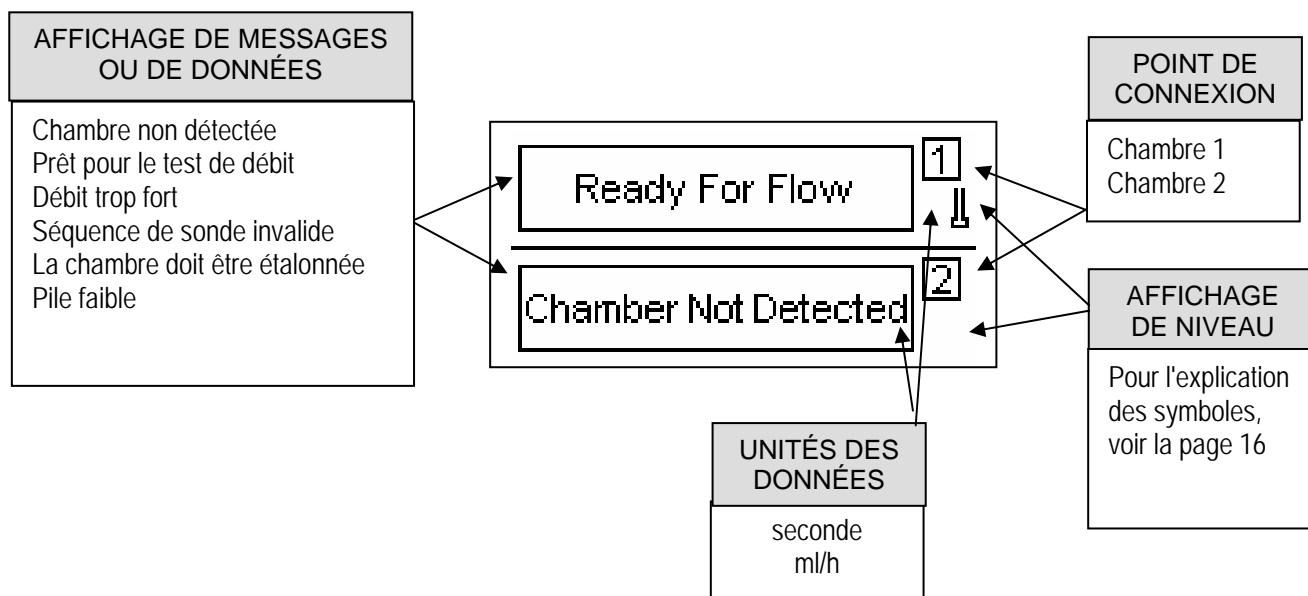 AFFICHAGE DE MESSAGES
OU DE DONNÉES
Chambre non détectée
Prêt pour le test de débit
Débit trop fort
Séquence de sonde invalide
La chambre doit être étalonnée
Pile faible
Ready For Flow
1
Chamber Not Detected
2
POINT DE
CONNEXION
Chambre 1
Chambre 2
AFFICHAGE
DE NIVEAU
Pour l'explication
des symboles,
voir la page 16
UNITÉS DES
DONNÉES
seconde
ml/h